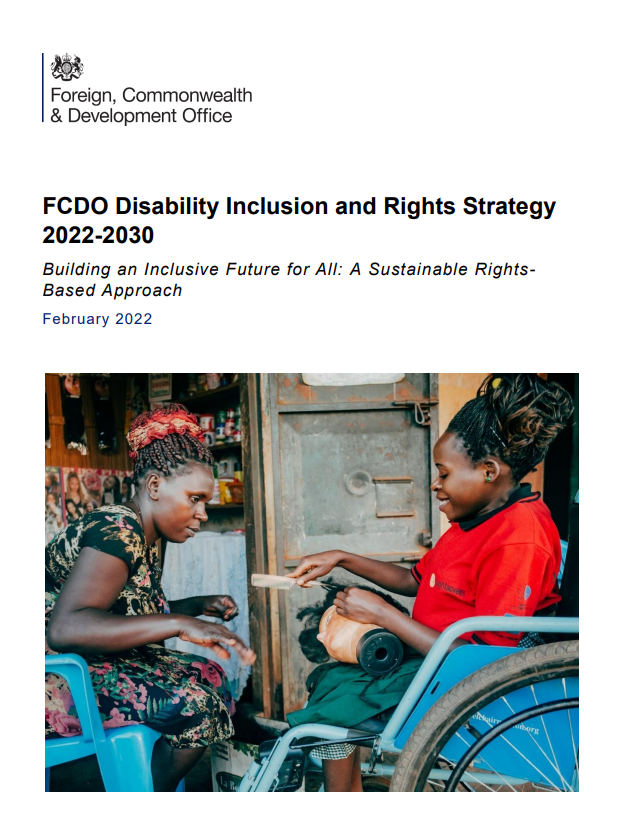 Foreign, Commonwealth
& Development Office
FCDO Disability Inclusion and Rights Strategy
2022-2030
Building an Inclusive Future for All: A Sustainable Rights-
Based Approach
February 2022